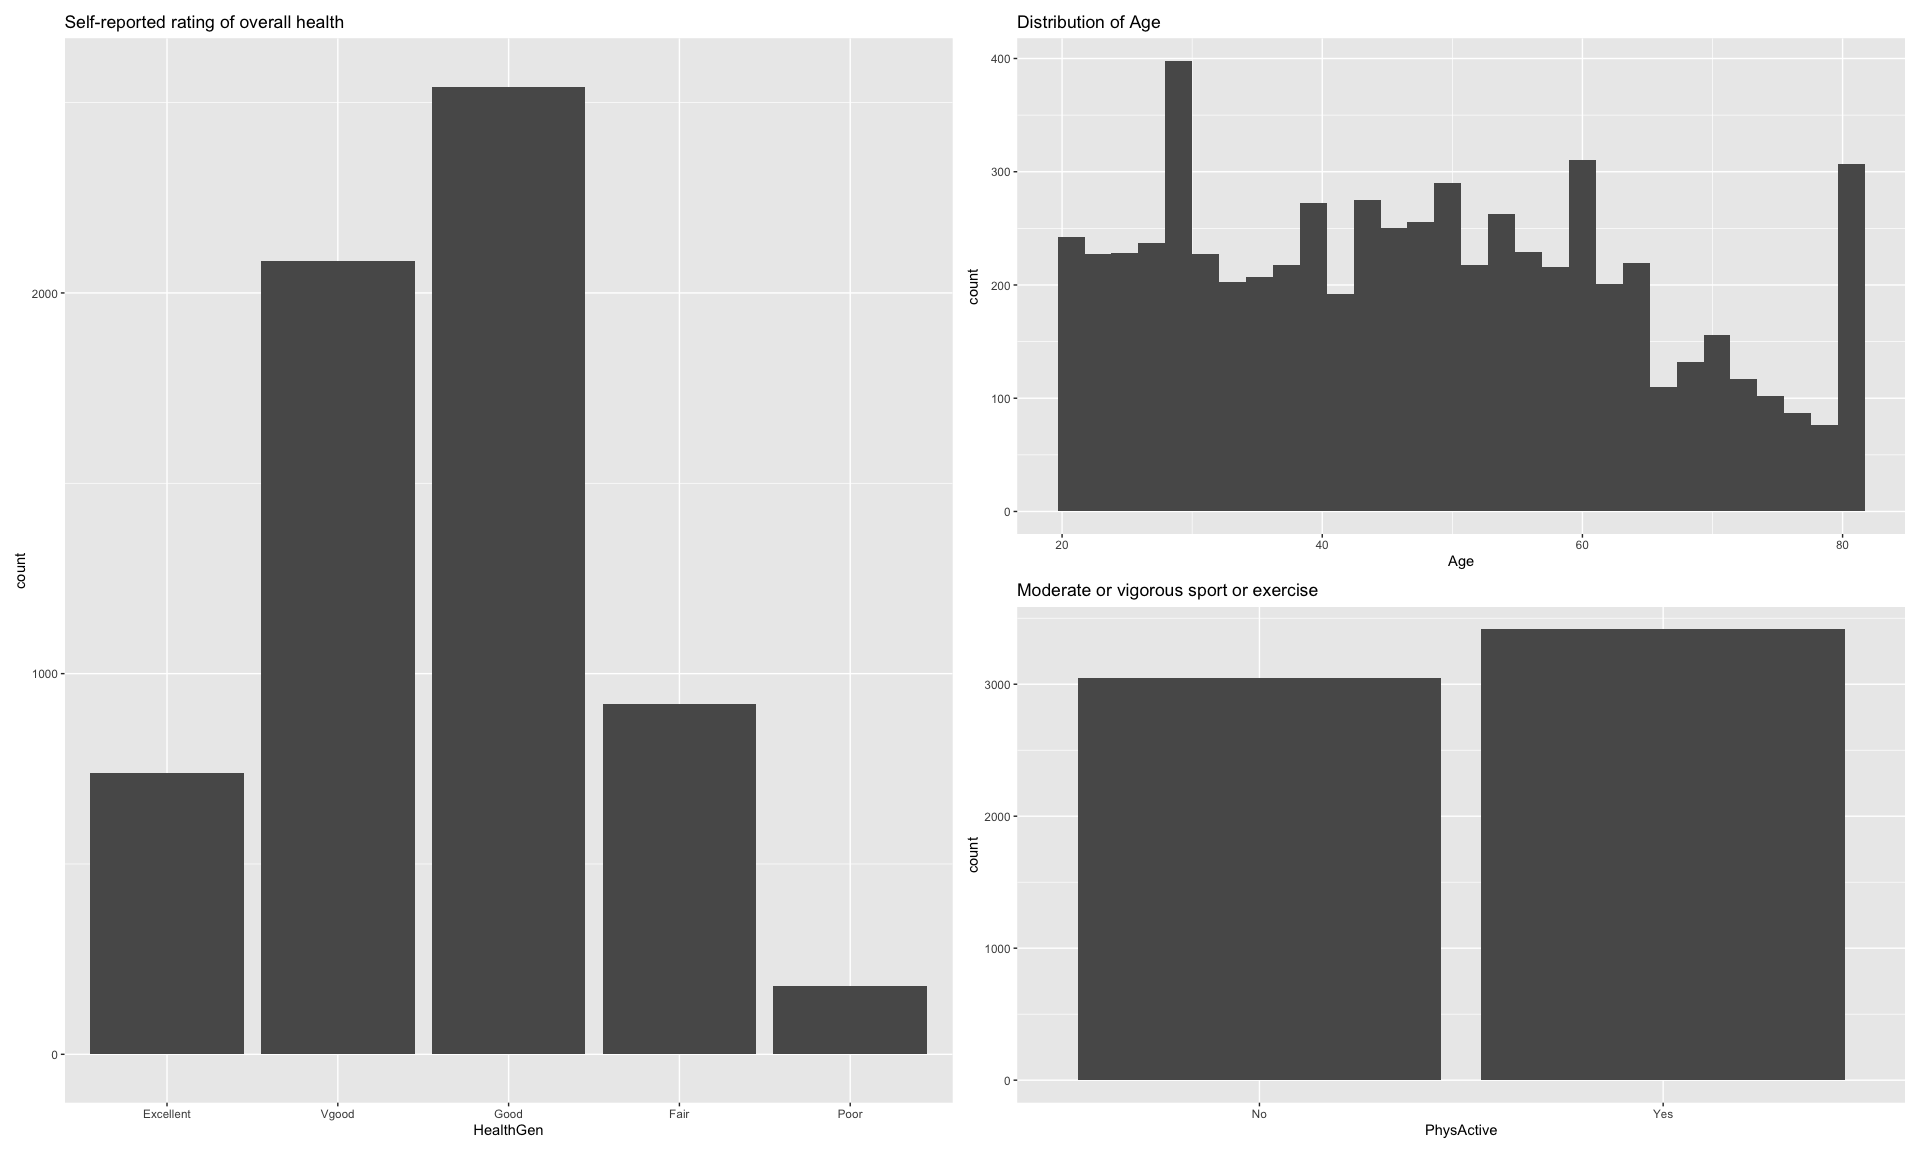 Self-reported rating of overall health
count
2000
1000
0
Excellent Vgood Good Fair Poor
HealthGen
Distribution of Age
count
400
300
200
100
0
20 40 60 80
Age
Moderate or vigorous sport or exercise
count
3000
2000
1000
0
No Yes
PhysActive